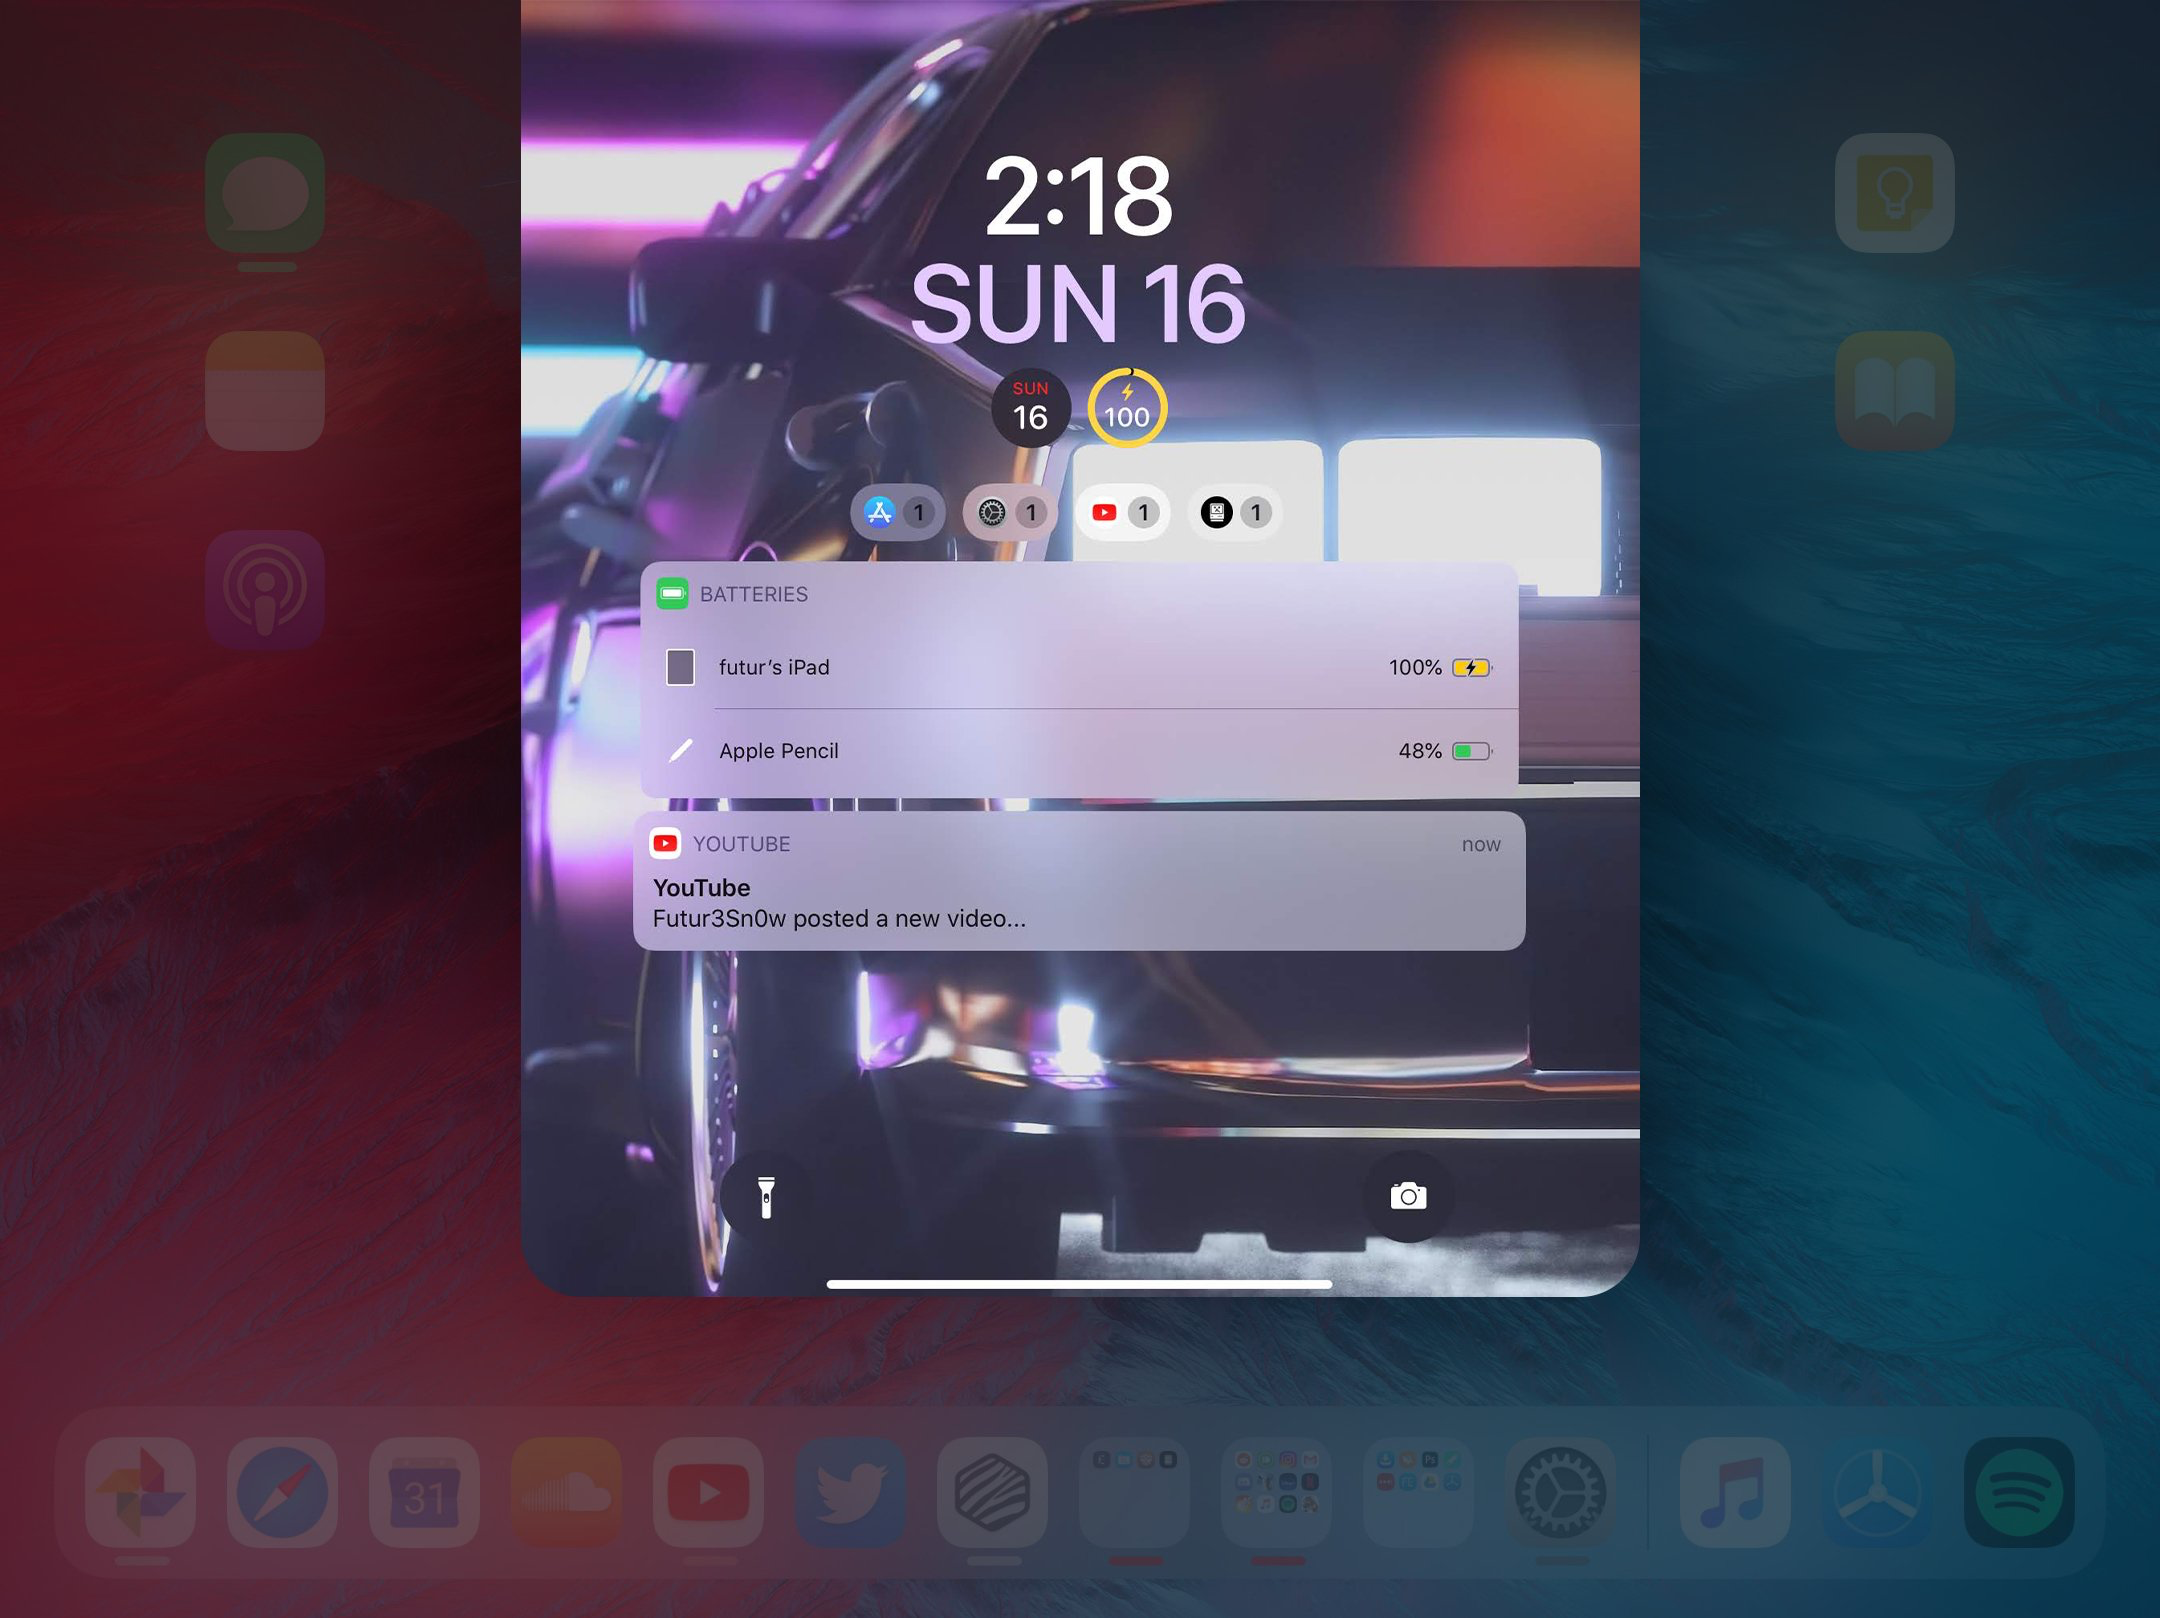 2:18
SUN 16
SUN
16
100
1
1
1
1
BATTERIES
futur's iPad
100%
Apple Pencil
48%
YOUTUBE
now
YouTube
Futur3Sn0w posted a new video...
31